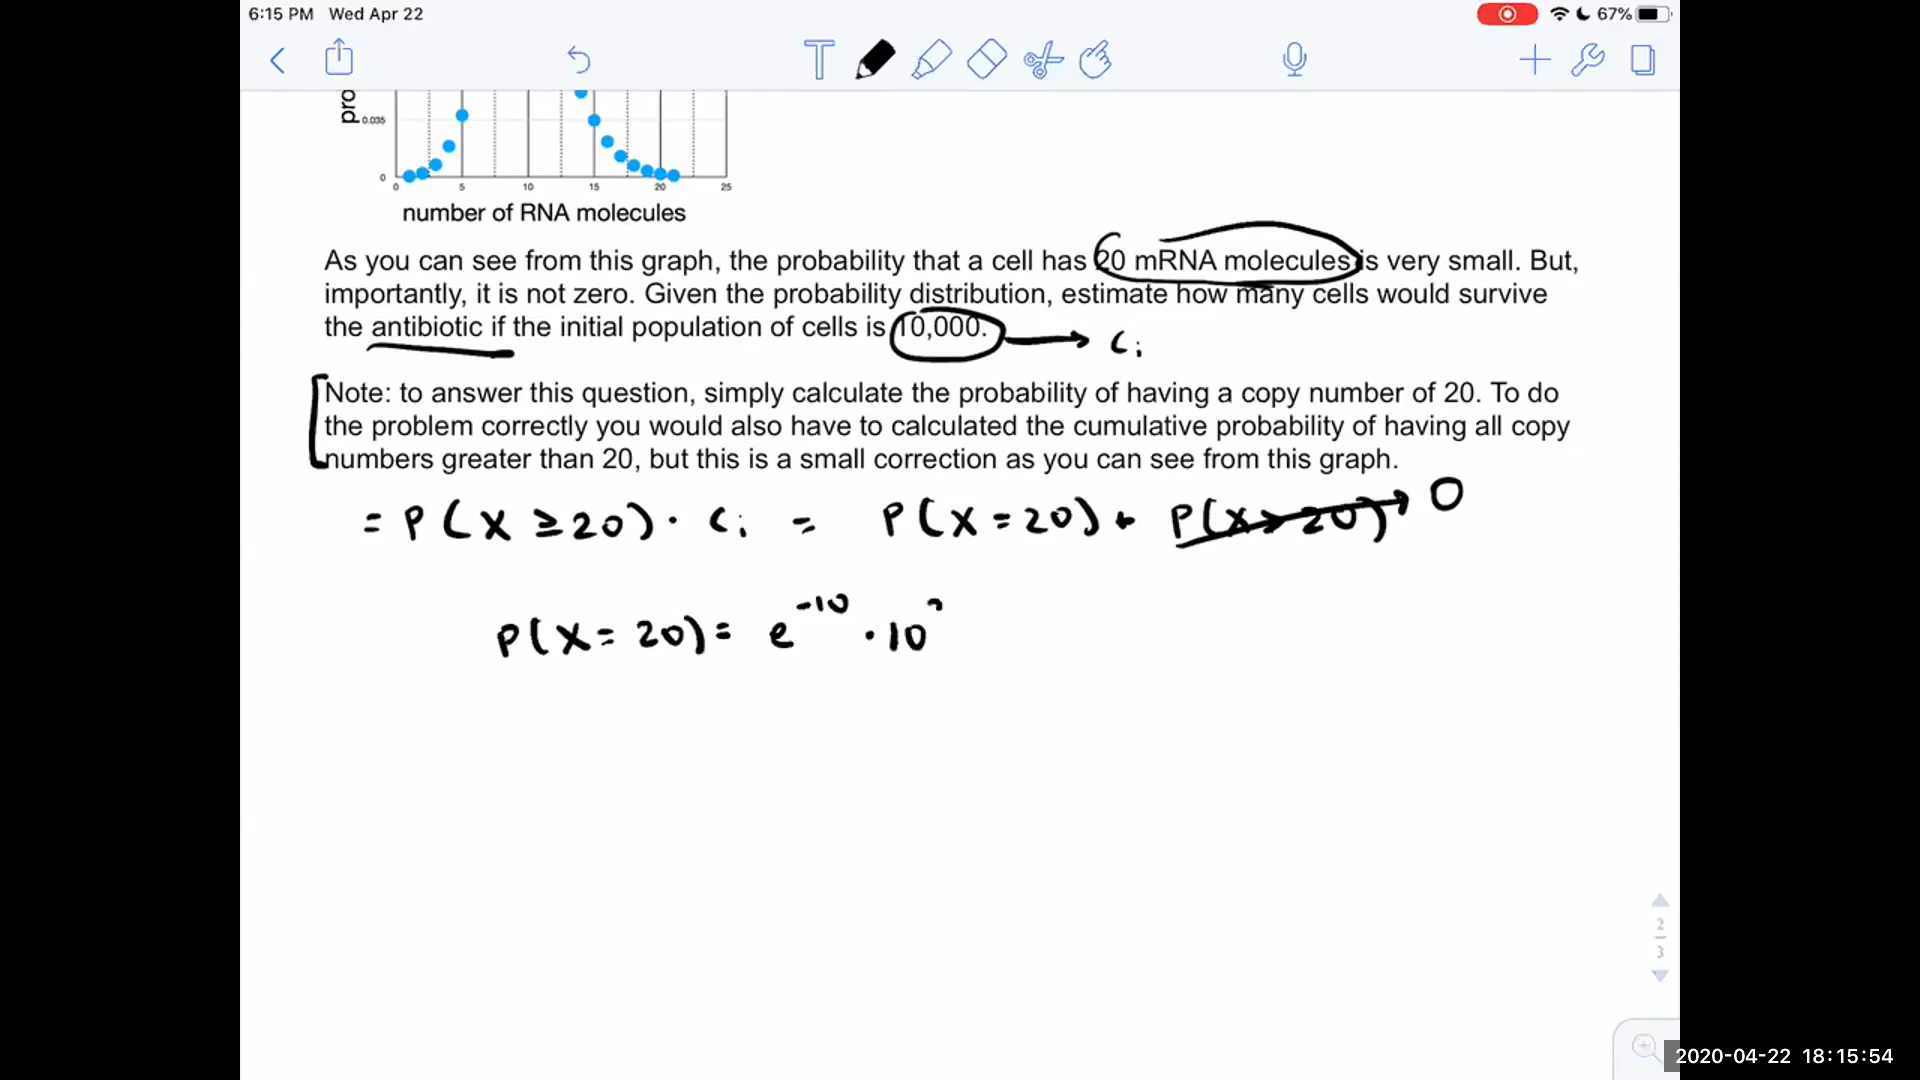 6:15 PM Wed Apr 22
67%
T
pro
0.035
0
0 5 10 15 20 25
number of RNA molecules
As you can see from this graph, the probability that a cell has 20 mRNA molecules is very small. But,
importantly, it is not zero. Given the probability distribution, estimate how many cells would survive
the antibiotic if the initial population of cells is 10,000. → Ci
Note: to answer this question, simply calculate the probability of having a copy number of 20. To do
the problem correctly you would also have to calculated the cumulative probability of having all copy
numbers greater than 20, but this is a small correction as you can see from this graph.
= P(X ≥ 20) · Ci = P(X = 20) + P(X > 20) → 0
P(X = 20) = e^-10 · 10
2
3
2020-04-22 18:15:54